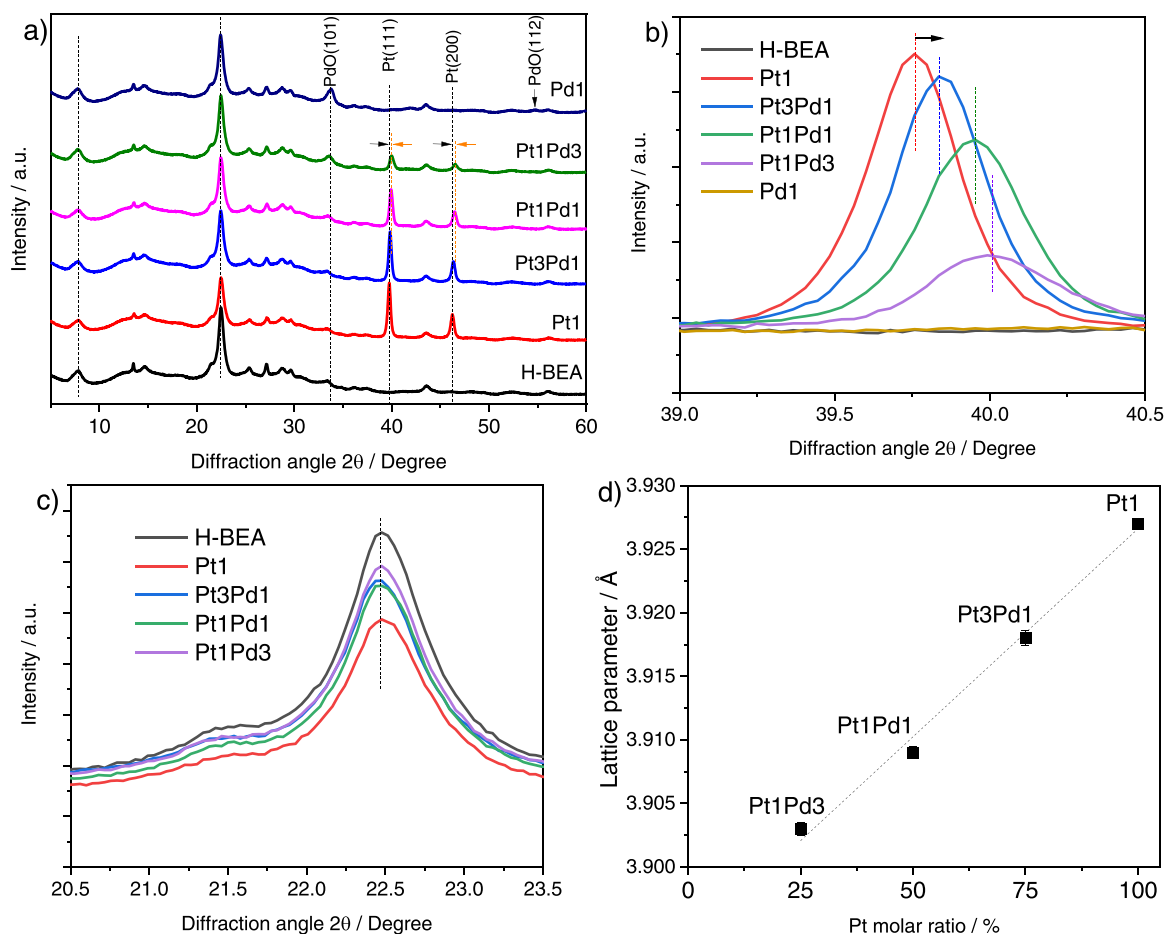 a)
PdO(101)
Pt(111)
Pt(200)
PdO(112)
Pd1
Pt1Pd3
Pt1Pd1
Pt3Pd1
Pt1
H-BEA
Intensity / a.u.
10 20 30 40 50 60
Diffraction angle 2θ / Degree
b)
H-BEA
Pt1
Pt3Pd1
Pt1Pd1
Pt1Pd3
Pd1
Intensity / a.u.
39.0 39.5 40.0 40.5
Diffraction angle 2θ / Degree
c)
H-BEA
Pt1
Pt3Pd1
Pt1Pd1
Pt1Pd3
Intensity / a.u.
20.5 21.0 21.5 22.0 22.5 23.0 23.5
Diffraction angle 2θ / Degree
d)
3.930
3.925
3.920
3.915
3.910
3.905
3.900
Lattice parameter / Å
Pt1
Pt3Pd1
Pt1Pd1
Pt1Pd3
0 25 50 75 100
Pt molar ratio / %